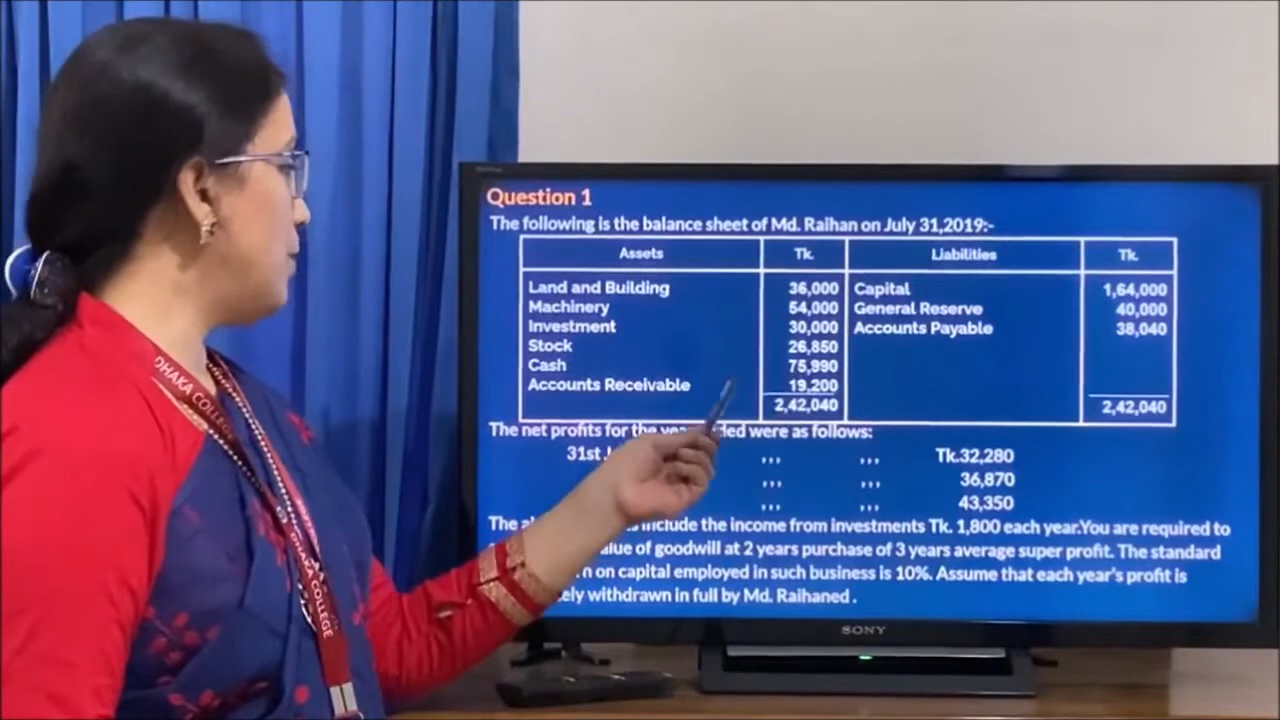 Question 1
The following is the balance sheet of Md. Raihan on July 31,2019:-
Assets Tk. Liabilities Tk.
Land and Building 36,000 Capital 1,64,000
Machinery 54,000 General Reserve 40,000
Investment 30,000 Accounts Payable 38,040
Stock 26,850
Cash 75,990
Accounts Receivable 19,200
2,42,040 2,42,040
The net profits for the were as follows:
31st ,,, ,,, Tk.32,280
,,, ,,, 36,870
,,, ,,, 43,350
The include the income from investments Tk. 1,800 each year.You are required to
of goodwill at 2 years purchase of 3 years average super profit. The standard
on capital employed in such business is 10%. Assume that each year's profit is
withdrawn in full by Md. Raihaned .
SONY
DHAKA COLLEGE
DHAKA COLLEGE